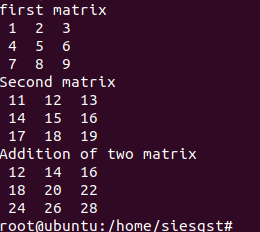 first matrix
1 2 3
4 5 6
7 8 9
Second matrix
11 12 13
14 15 16
17 18 19
Addition of two matrix
12 14 16
18 20 22
24 26 28
root@ubuntu:/home/siesgst#